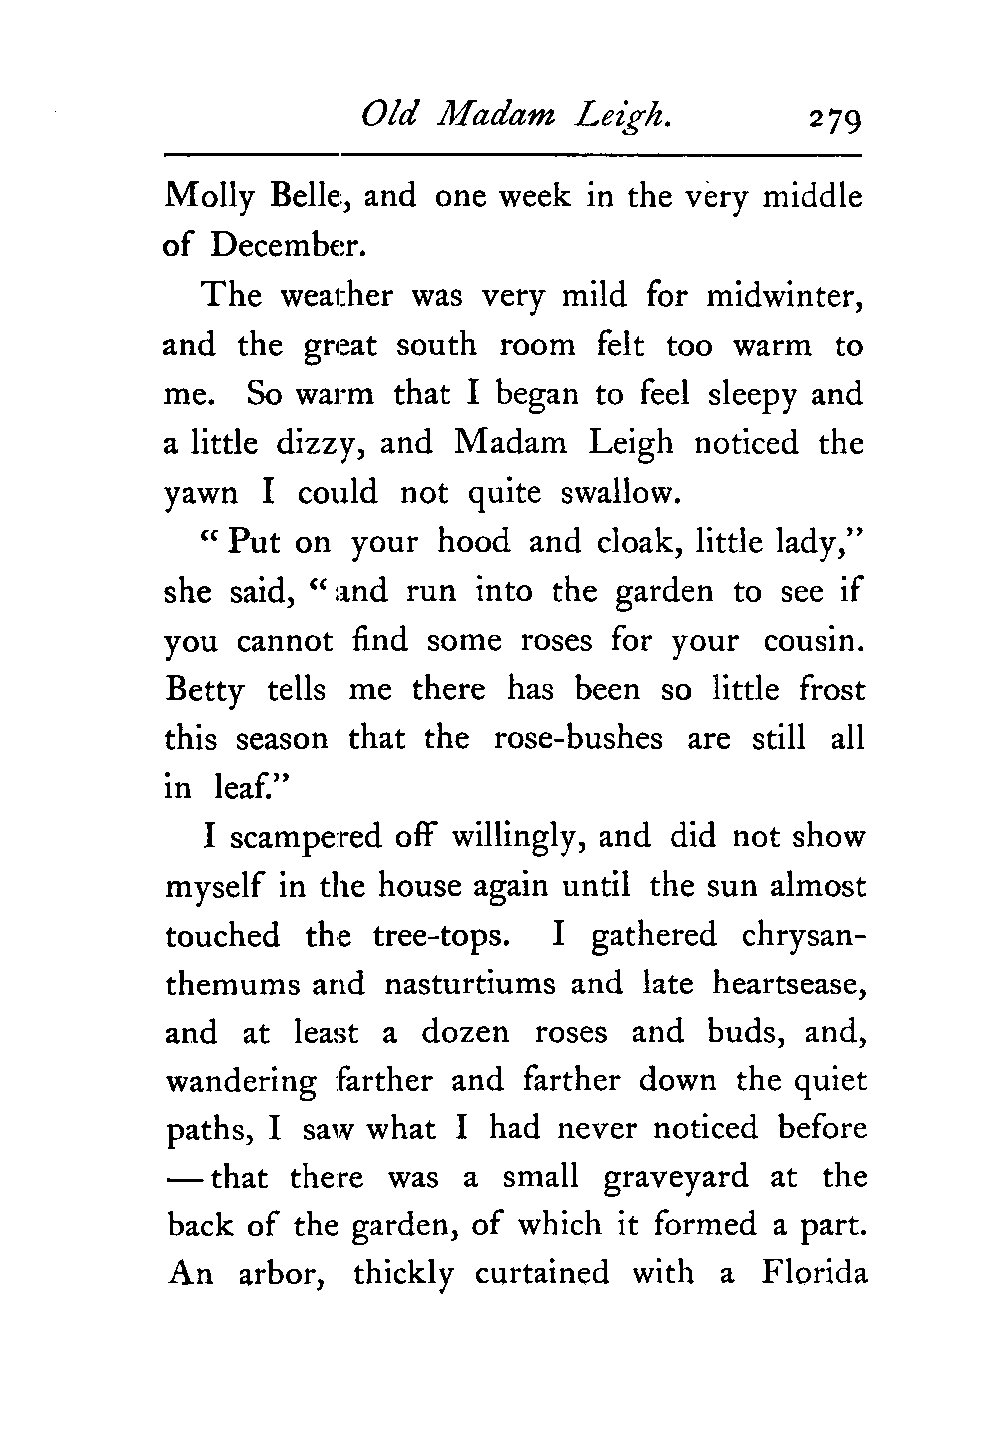 Old Madam Leigh. 279
Molly Belle, and one week in the very middle
of December.
The weather was very mild for midwinter,
and the great south room felt too warm to
me. So warm that I began to feel sleepy and
a little dizzy, and Madam Leigh noticed the
yawn I could not quite swallow.
“Put on your hood and cloak, little lady,”
she said, “and run into the garden to see if
you cannot find some roses for your cousin.
Betty tells me there has been so little frost
this season that the rose-bushes are still all
in leaf.”
I scampered off willingly, and did not show
myself in the house again until the sun almost
touched the tree-tops. I gathered chrysan-
themums and nasturtiums and late heartsease,
and at least a dozen roses and buds, and,
wandering farther and farther down the quiet
paths, I saw what I had never noticed before
—that there was a small graveyard at the
back of the garden, of which it formed a part.
An arbor, thickly curtained with a Florida